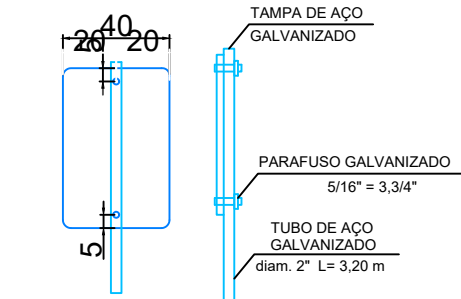 TAMPA DE AÇO
GALVANIZADO
40
20 20
5
PARAFUSO GALVANIZADO
5/16" = 3,3/4"
TUBO DE AÇO
GALVANIZADO
diam. 2" L= 3,20 m
5